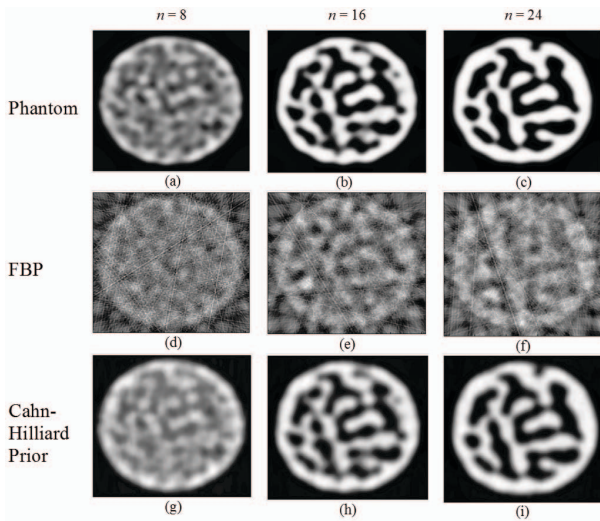 n = 8 n = 16 n = 24
Phantom
(a) (b) (c)
FBP
(d) (e) (f)
Cahn-
Hilliard
Prior
(g) (h) (i)